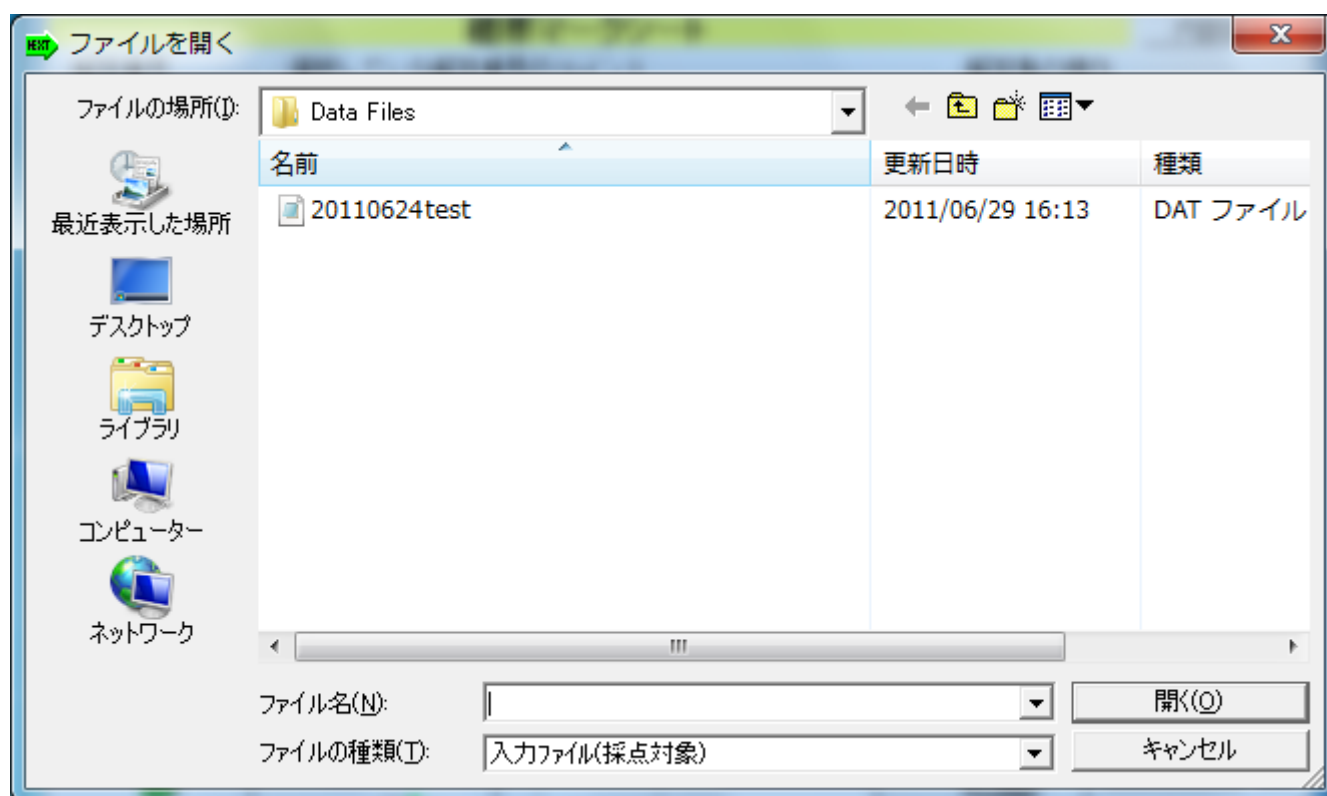 NEXT ファイルを開く
ファイルの場所(I): Data Files
名前 更新日時 種類
20110624test 2011/06/29 16:13 DAT ファイル
最近表示した場所
デスクトップ
ライブラリ
コンピューター
ネットワーク
ファイル名(N): 開く(O)
ファイルの種類(T): 入力ファイル(採点対象) キャンセル